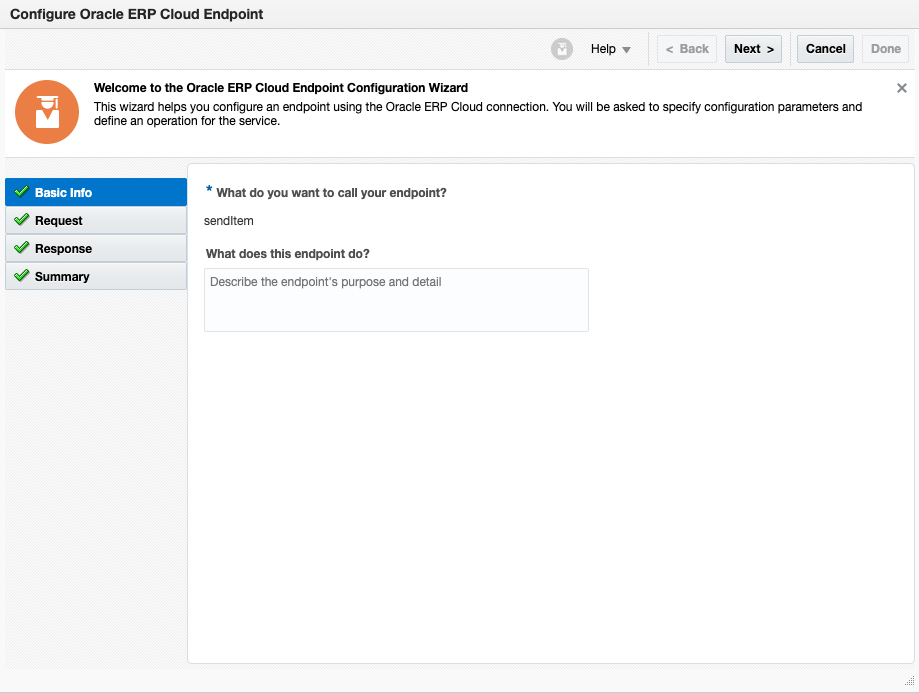 Configure Oracle ERP Cloud Endpoint
Help
< Back
Next >
Cancel
Done
Welcome to the Oracle ERP Cloud Endpoint Configuration Wizard
This wizard helps you configure an endpoint using the Oracle ERP Cloud connection. You will be asked to specify configuration parameters and
define an operation for the service.
Basic Info
Request
Response
Summary
* What do you want to call your endpoint?
sendItem
What does this endpoint do?
Describe the endpoint's purpose and detail